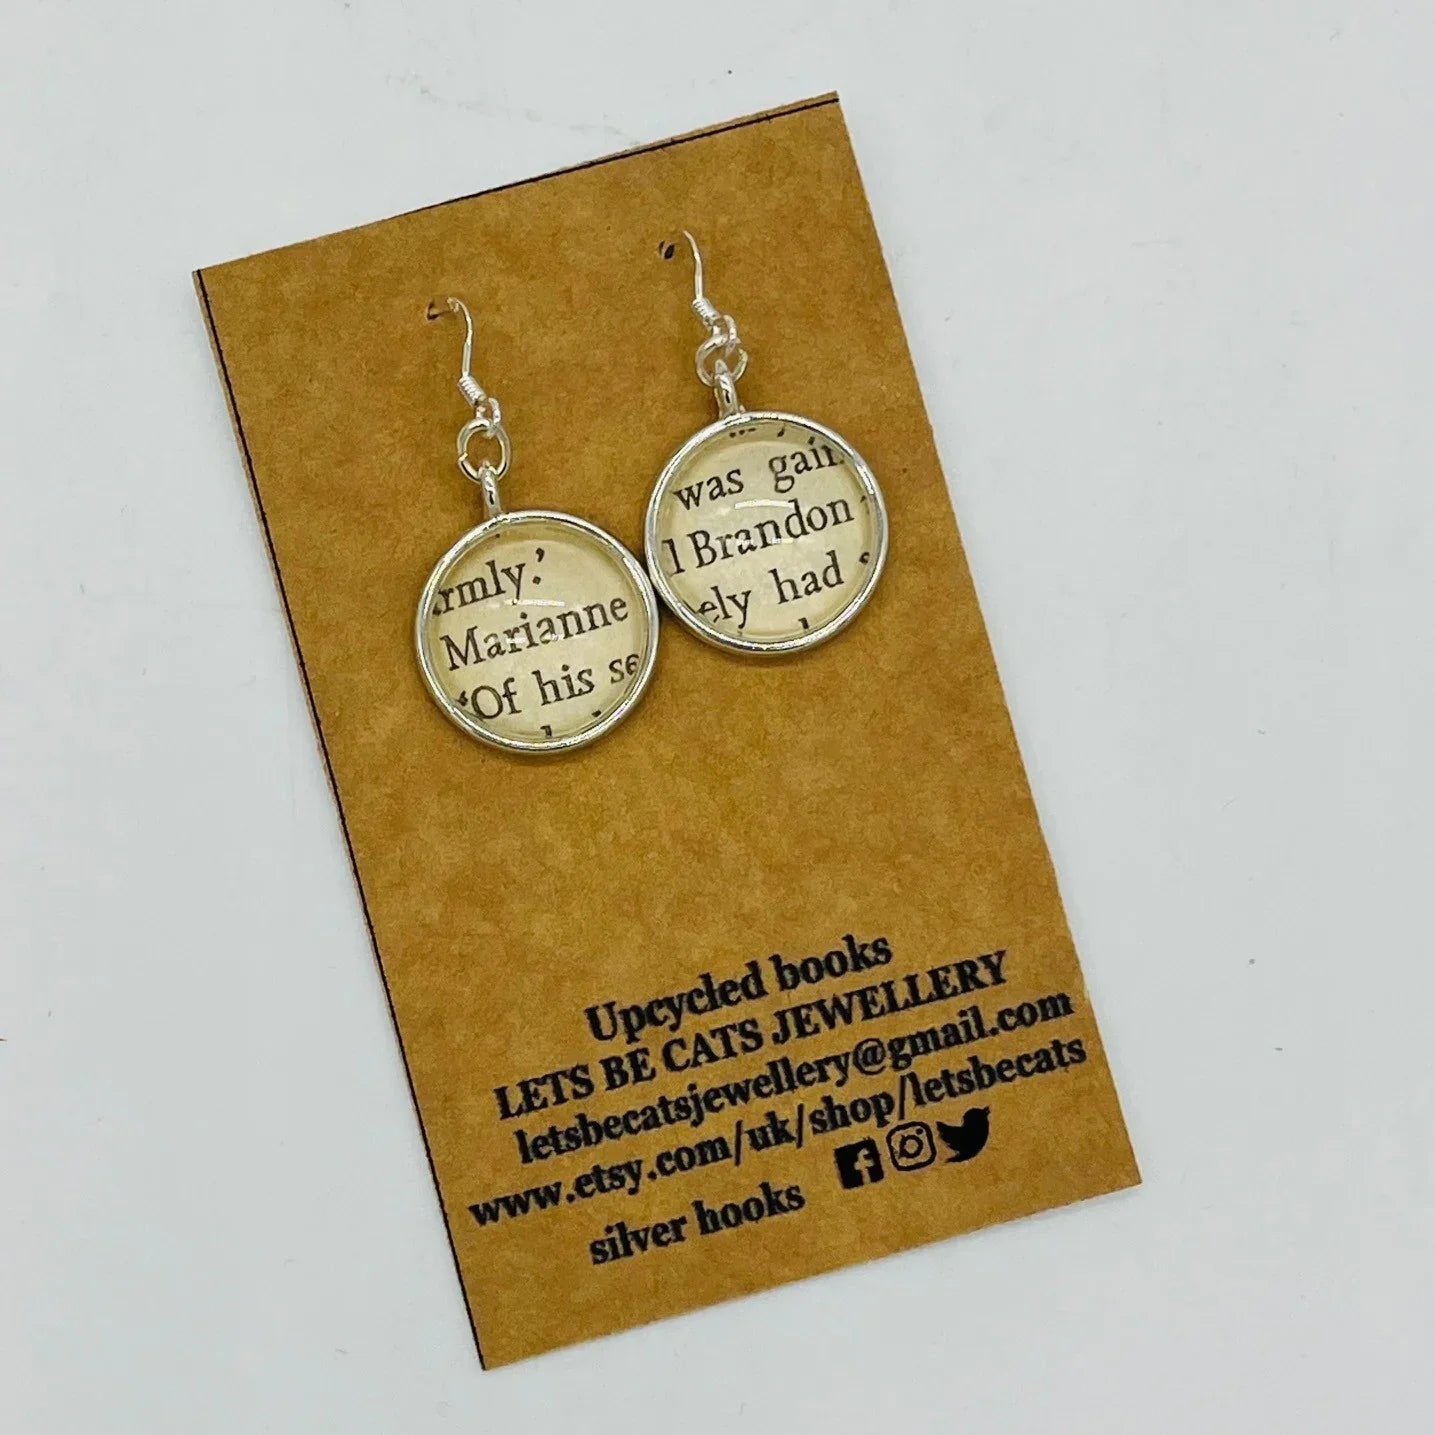 rmly.’
Marianne
‘Of his se
was gain
l Brandon
ely had
Upcycled books
LETS BE CATS JEWELLERY
letsbecatsjewellery@gmail.com
www.etsy.com/uk/shop/letsbecats
silver hooks